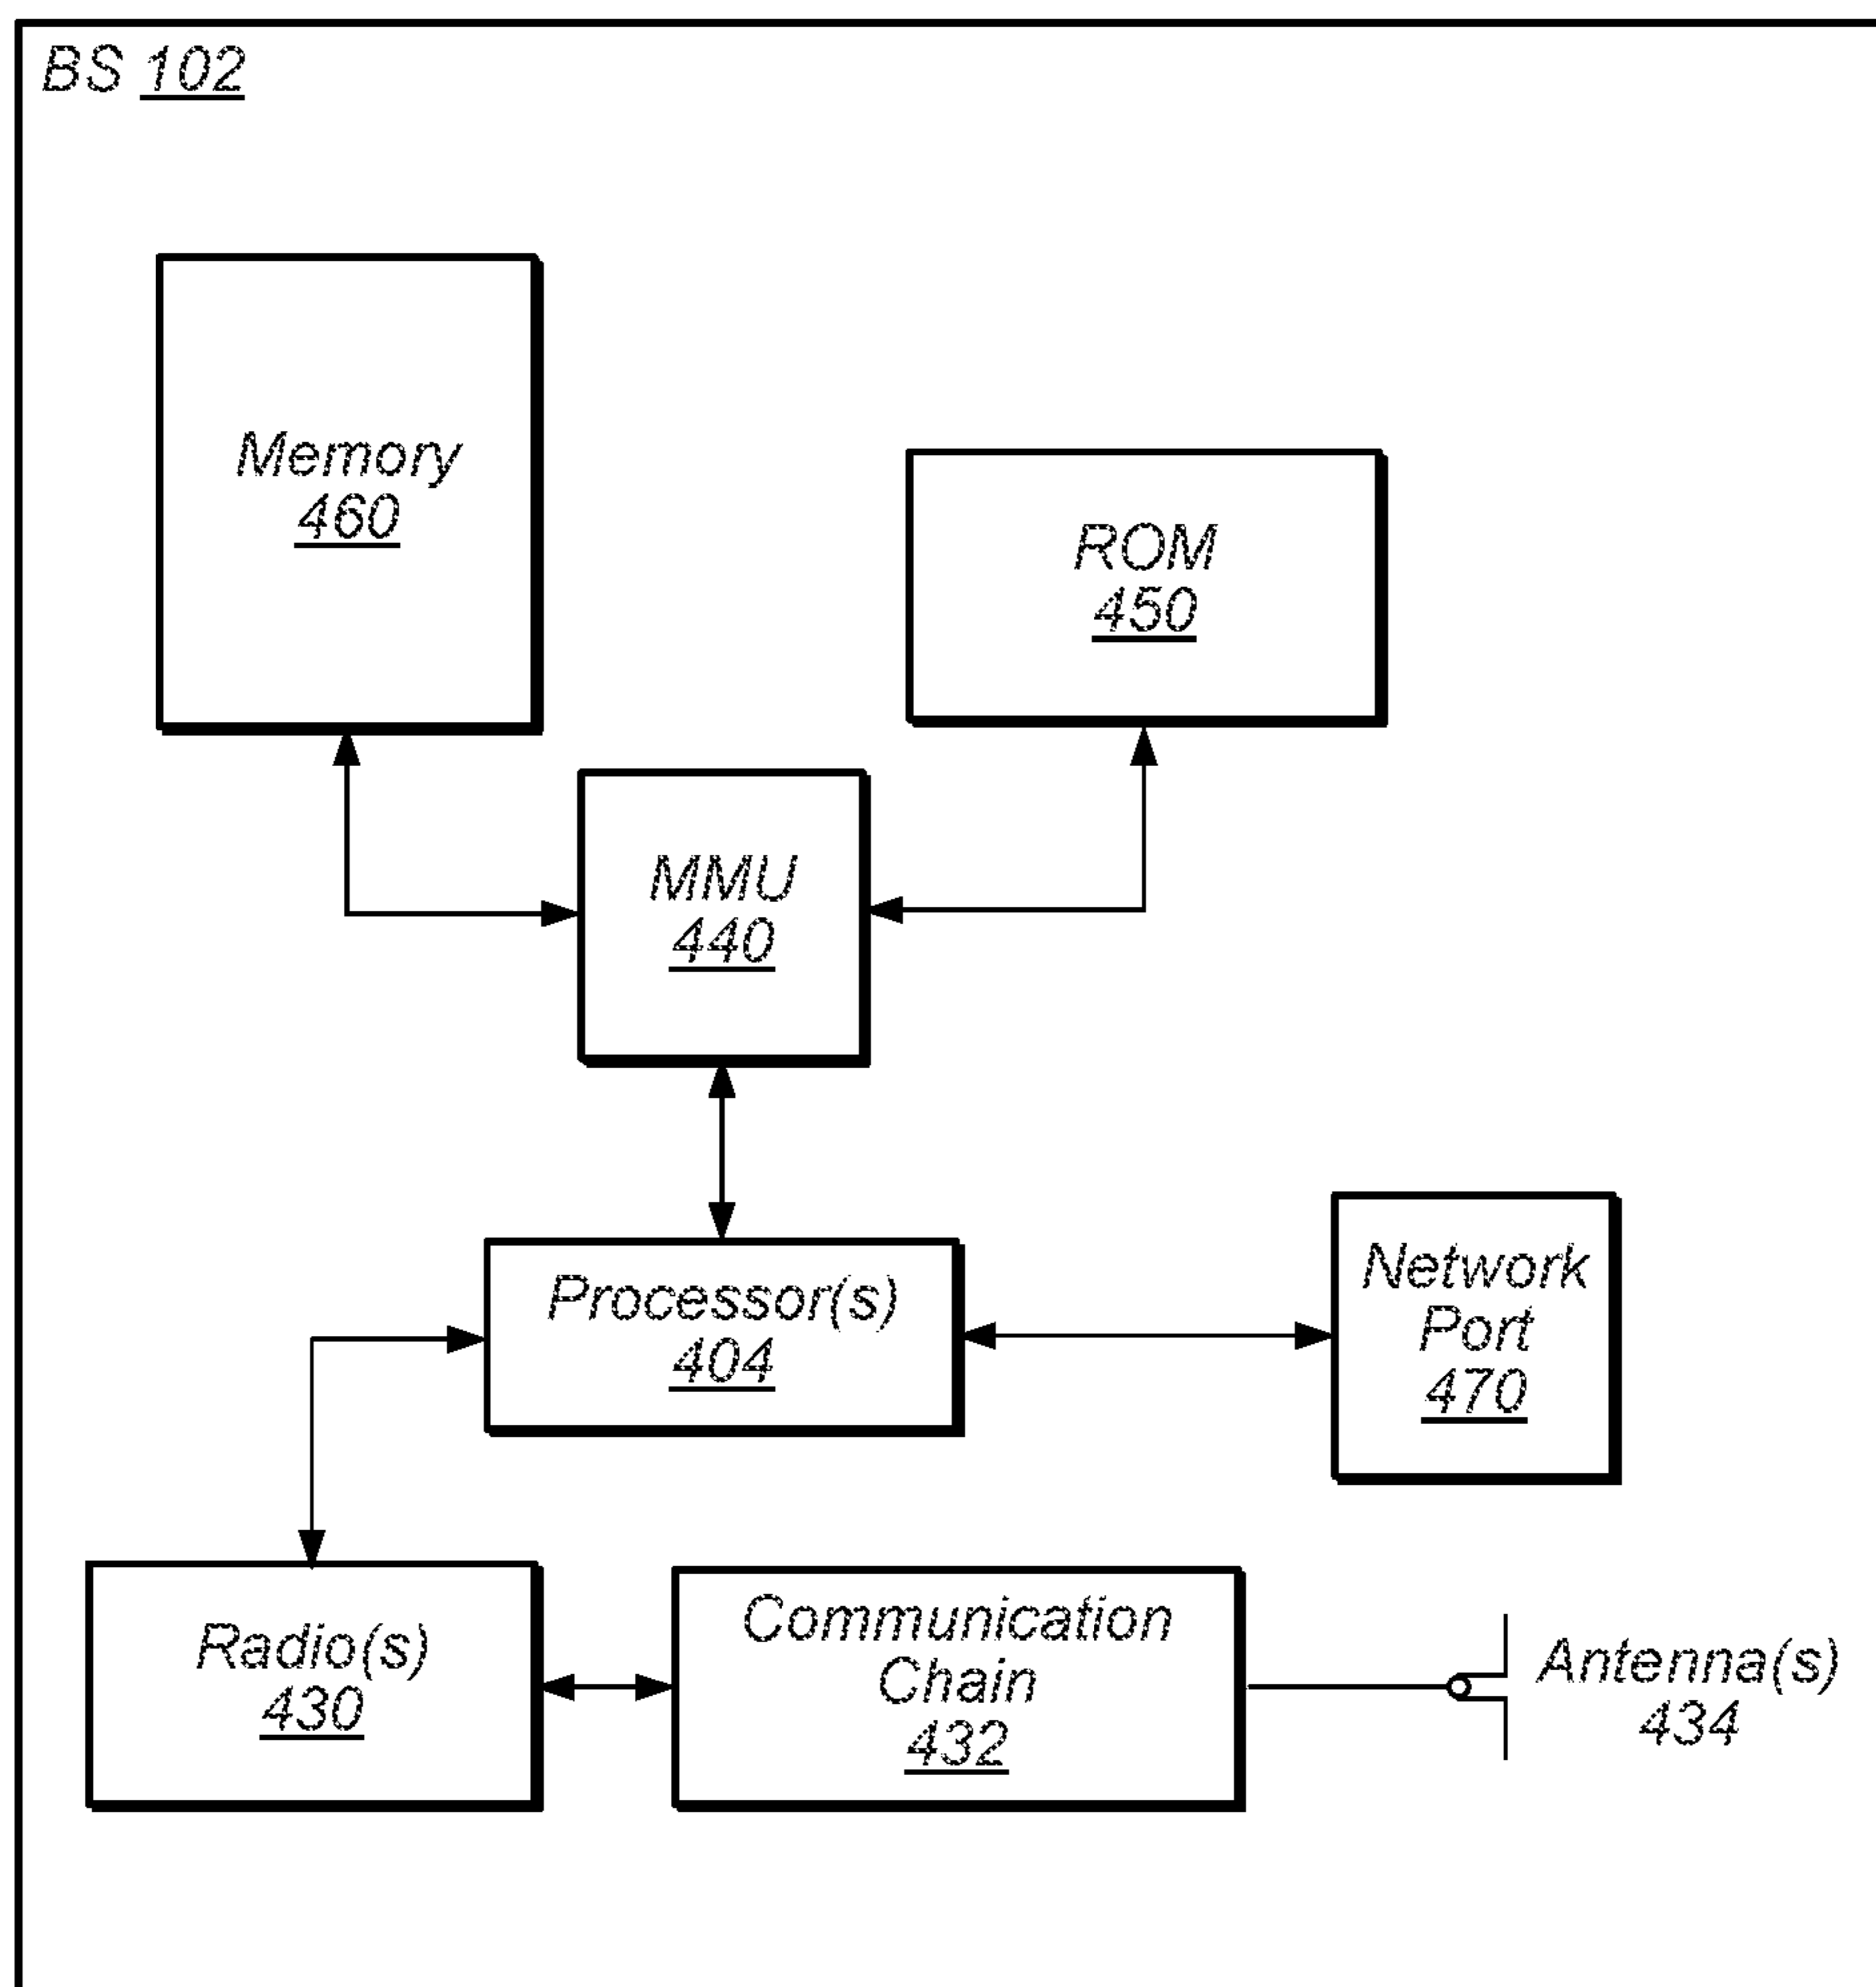 BS 102
Memory
460
ROM
450
MMU
440
Processor(s)
404
Network
Port
470
Radio(s)
430
Communication
Chain
432
Antenna(s)
434